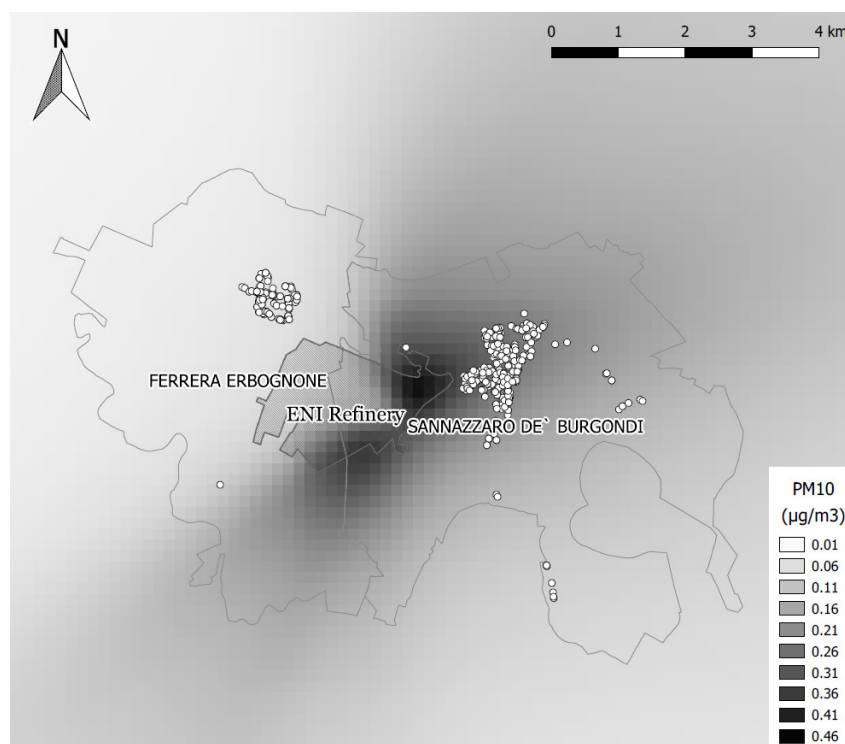 N
0 1 2 3 4 km
FERRERA ERBOGNONE
ENI Refinery
SANNAZZARO DE` BURGONDI
PM10
(µg/m3)
0.01
0.06
0.11
0.16
0.21
0.26
0.31
0.36
0.41
0.46